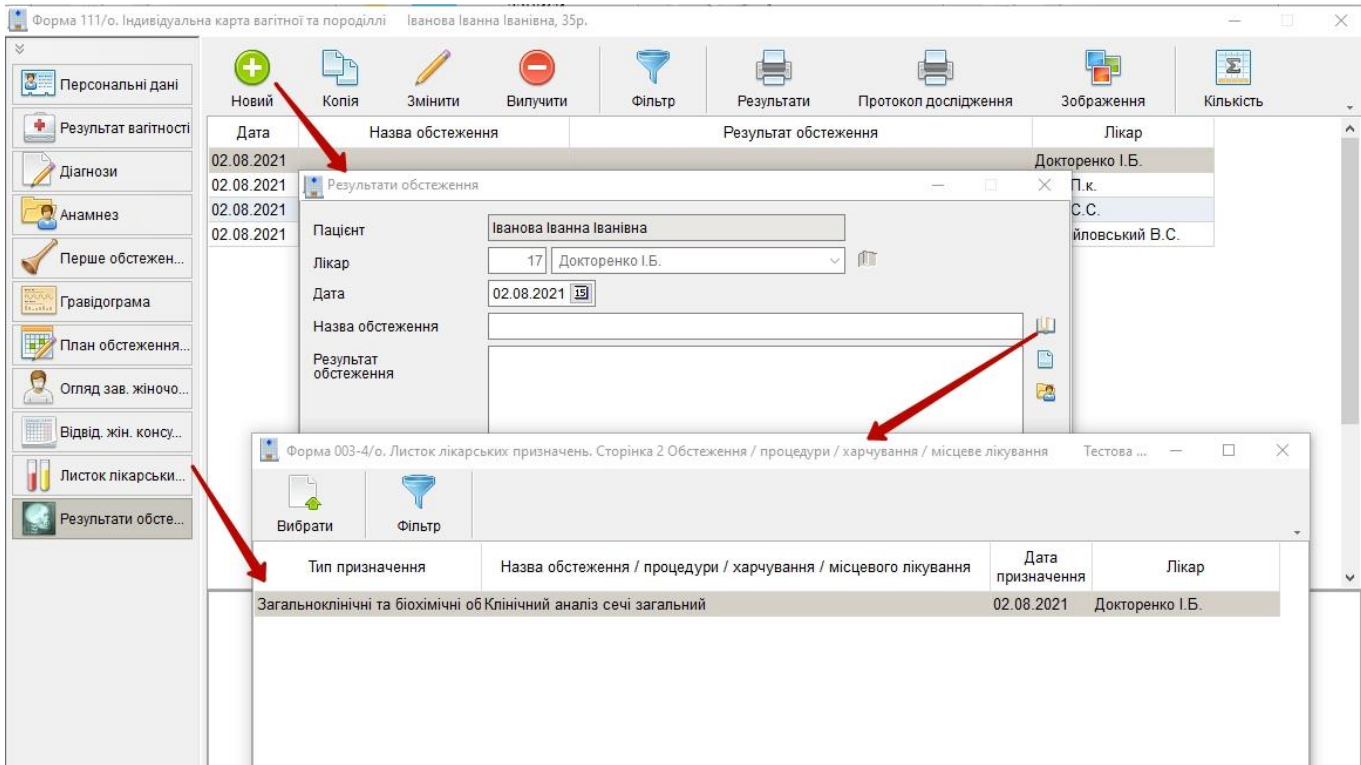 Форма 111/о. Індивідуальна карта вагітної та породіллі Іванова Іванна Іванівна, 35р.
Персональні дані
Результат вагітності
Діагнози
Анамнез
Перше обстежен...
Гравідограма
План обстеження...
Огляд зав. жіночо...
Відвід. жін. консу...
Листок лікарськи...
Результати обсте...
Новий Копія Змінити Вилучити Фільтр Результати Протокол дослідження Зображення Кількість
Дата Назва обстеження Результат обстеження Лікар
02.08.2021 Докторенко І.Б.
02.08.2021 П.к.
02.08.2021 С.С.
02.08.2021 йловський В.С.
Результати обстеження
Пацієнт Іванова Іванна Іванівна
Лікар 17 Докторенко І.Б.
Дата 02.08.2021 15
Назва обстеження
Результат
обстеження
Форма 003-4/о. Листок лікарських призначень. Сторінка 2 Обстеження / процедури / харчування / місцеве лікування Тестова ...
Вибрати Фільтр
Тип призначення Назва обстеження / процедури / харчування / місцевого лікування Дата призначення Лікар
Загальноклінічні та біохімічні об Клінічний аналіз сечі загальний 02.08.2021 Докторенко І.Б.